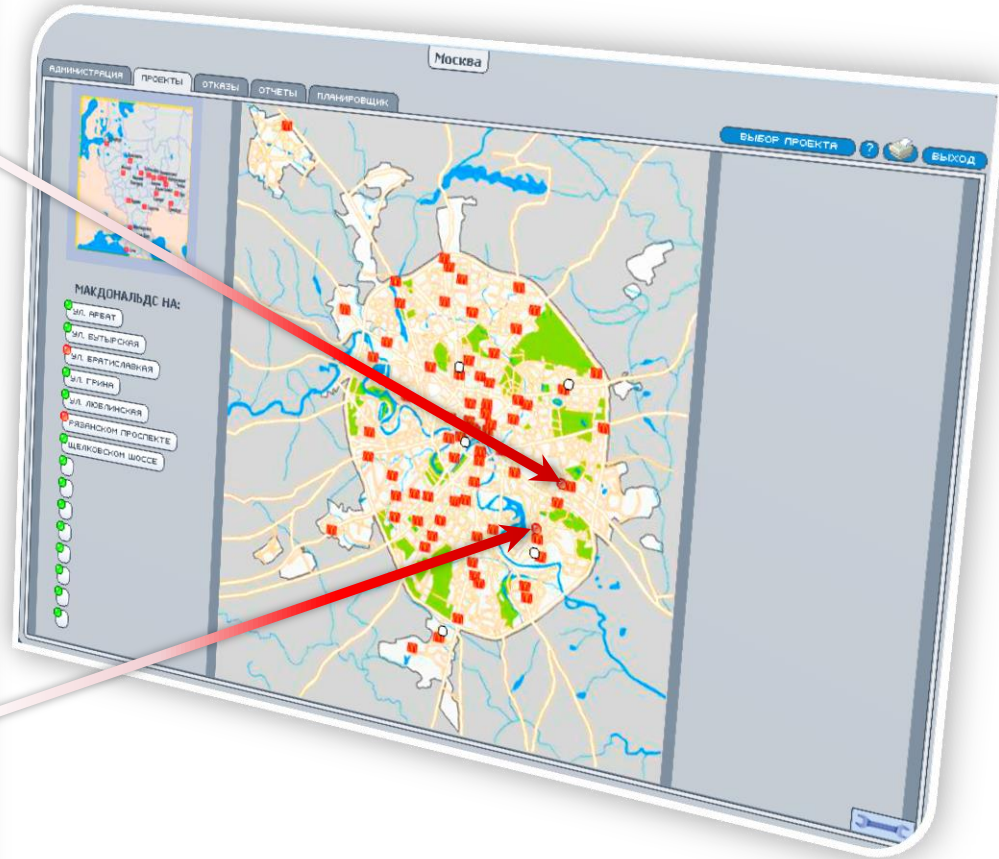 Москва
АДМИНИСТРАЦИЯ
ПРОЕКТЫ
ОТКАЗЫ
ОТЧЕТЫ
ПЛАНИРОВЩИК
ВЫБОР ПРОЕКТА
?
ВЫХОД
МАКДОНАЛЬДС НА:
УЛ. АРБАТ
УЛ. БУТЫРСКАЯ
УЛ. БРАТИСЛАВКАЯ
УЛ. ГРИНА
УЛ. ЛЮБЛИНСКАЯ
РЯЗАНСКОМ ПРОСПЕКТЕ
ЩЕЛКОВСКОМ ШОССЕ